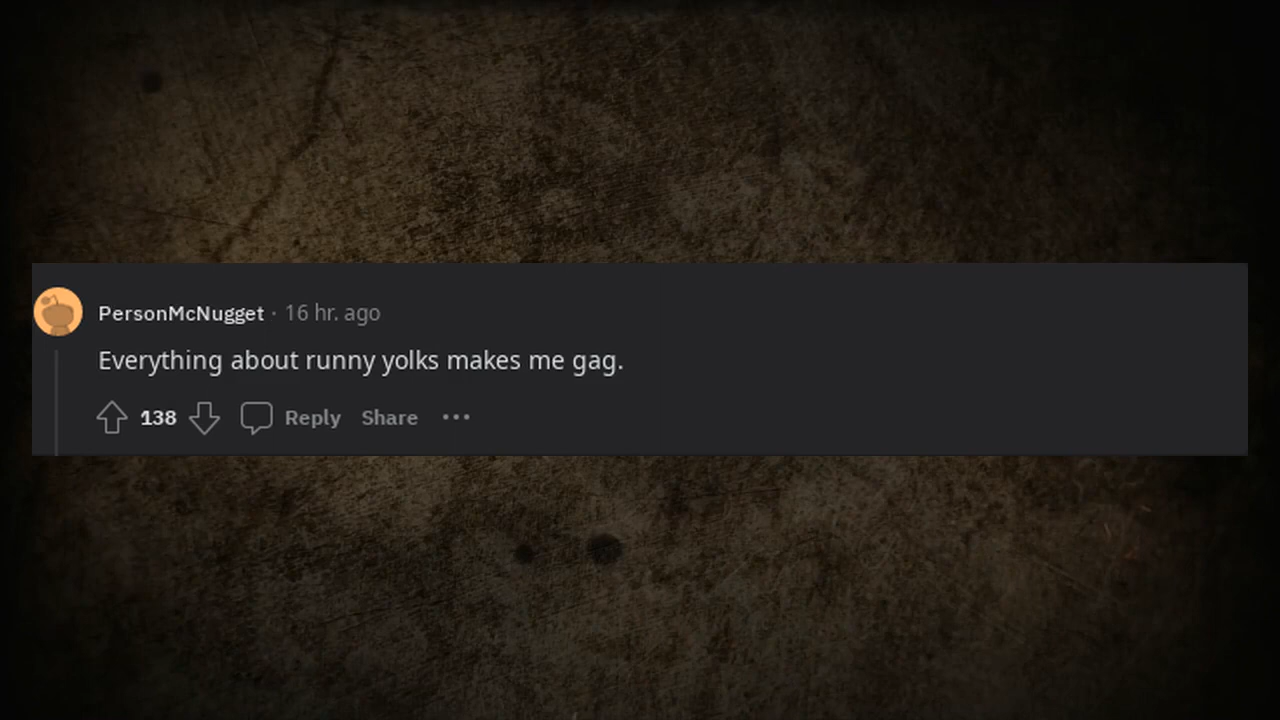 PersonMcNugget · 16 hr. ago
Everything about runny yolks makes me gag.
138 Reply Share ···